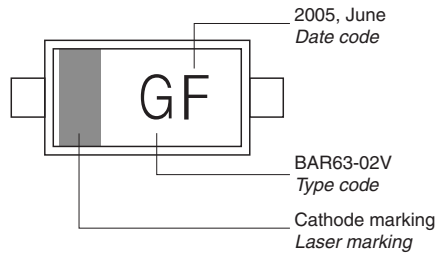 2005, June
Date code
GF
BAR63-02V
Type code
Cathode marking
Laser marking